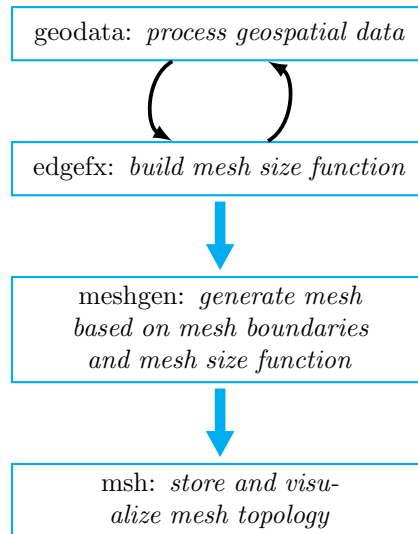 geodata: process geospatial data
edgefx: build mesh size function
meshgen: generate mesh
based on mesh boundaries
and mesh size function
msh: store and visu-
alize mesh topology